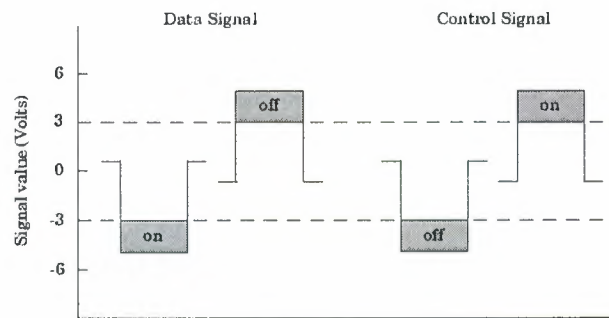 Data Signal
Control Signal
Signal value (Volts)
6
3
0
-3
-6
off
on
on
off